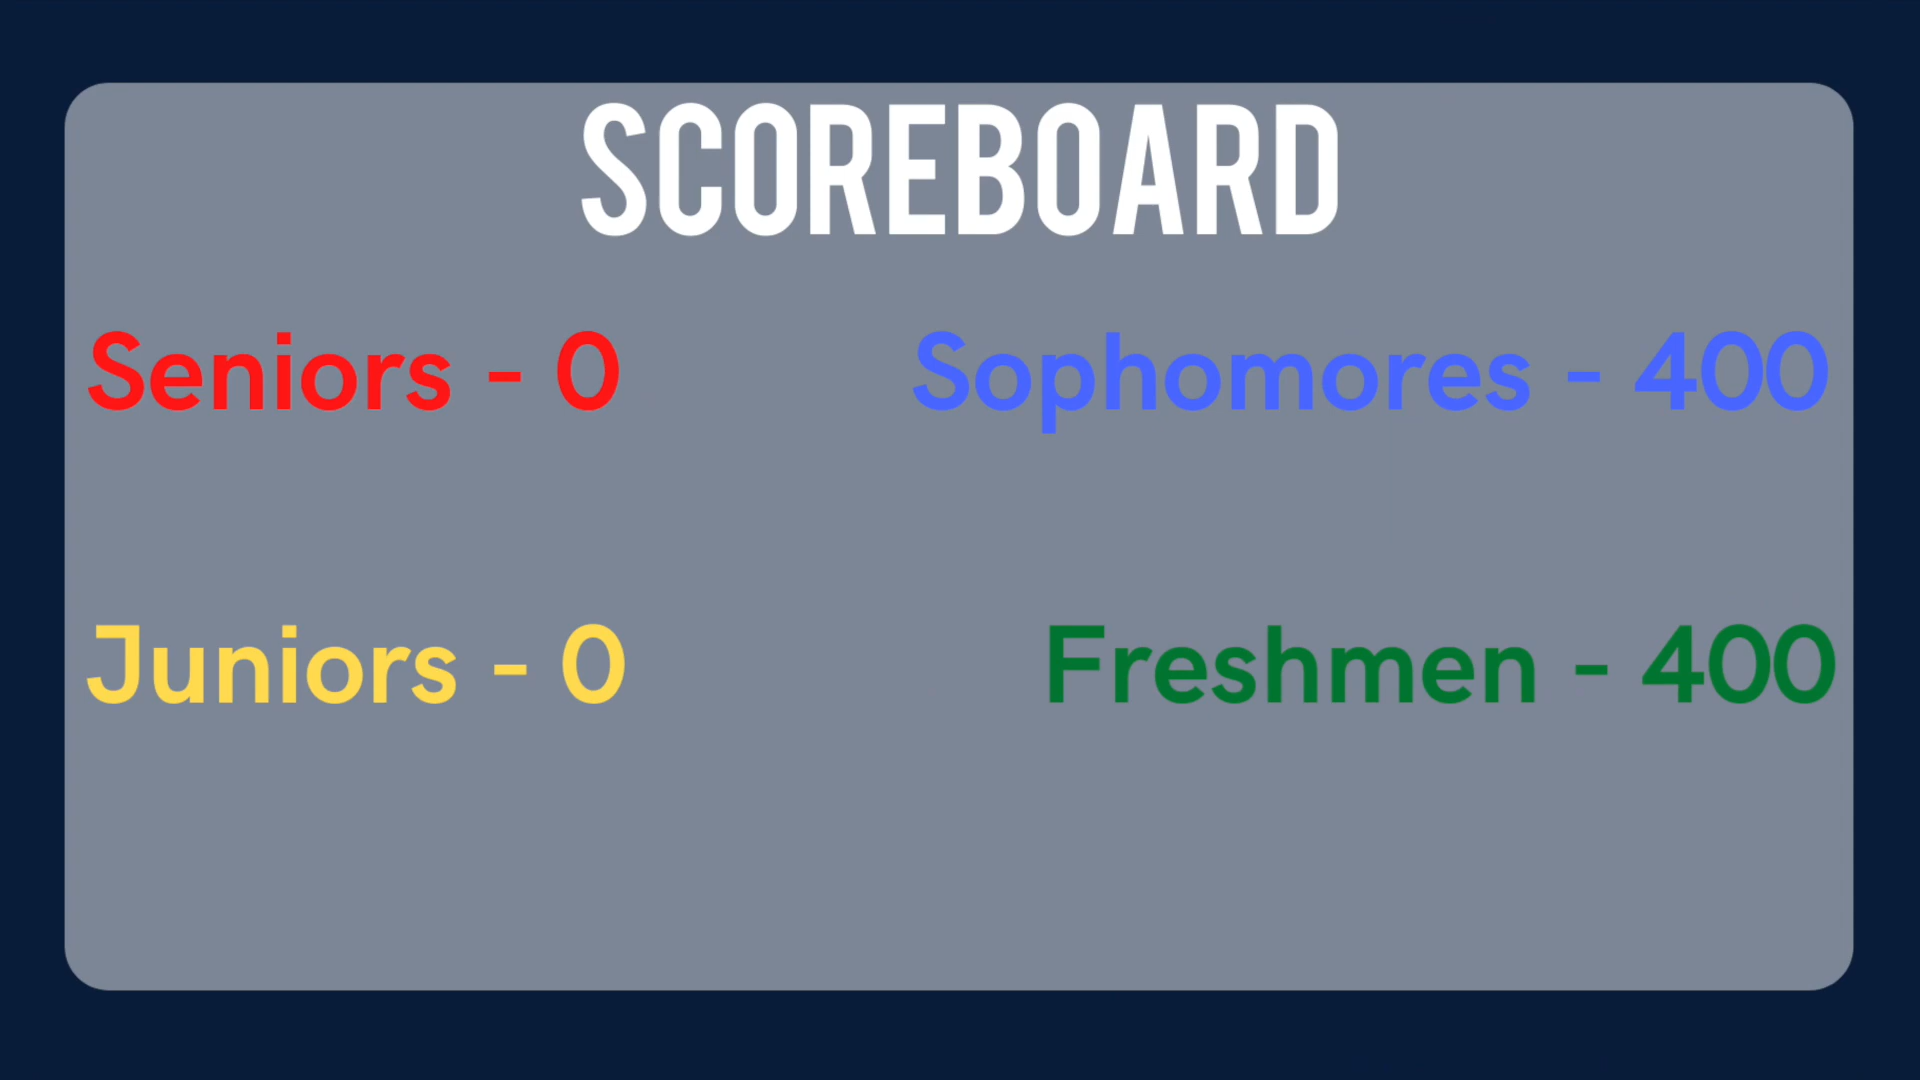 SCOREBOARD
Seniors - 0
Sophomores - 400
Juniors - 0
Freshmen - 400